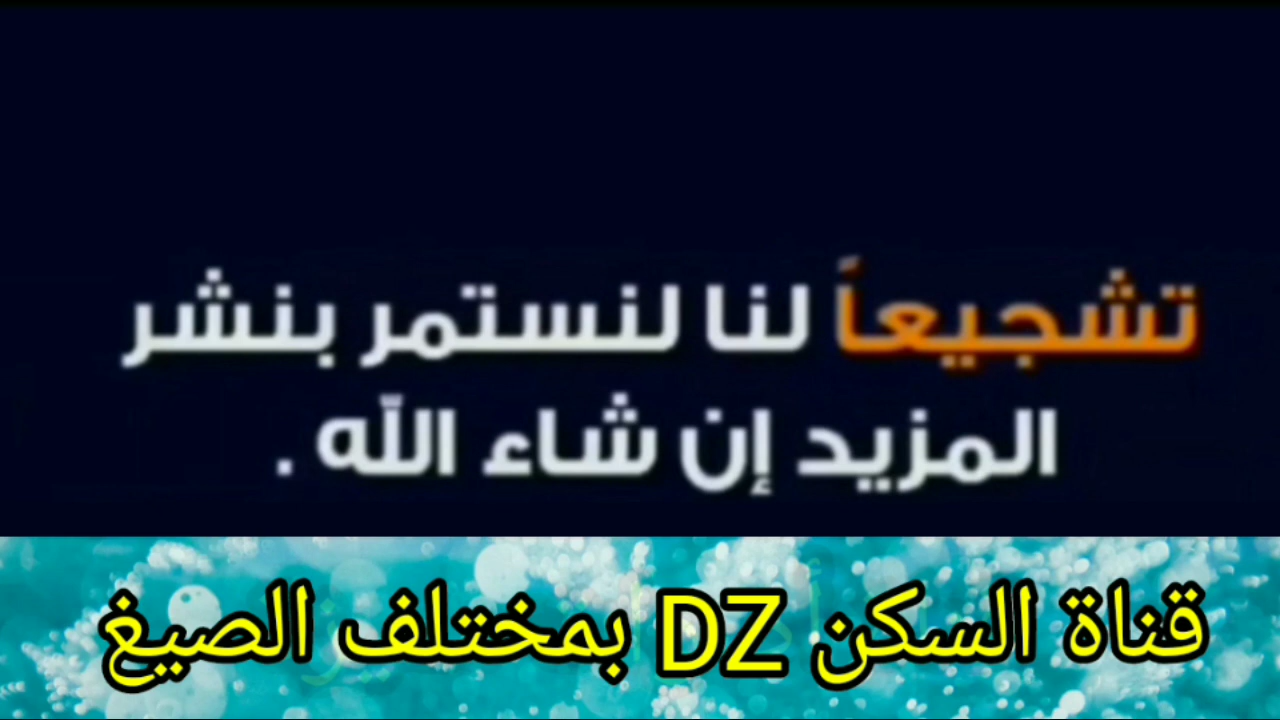 تشجيعاً لنا لنستمر بنشر
المزيد إن شاء الله .
قناة السكن DZ بمختلف الصيغ